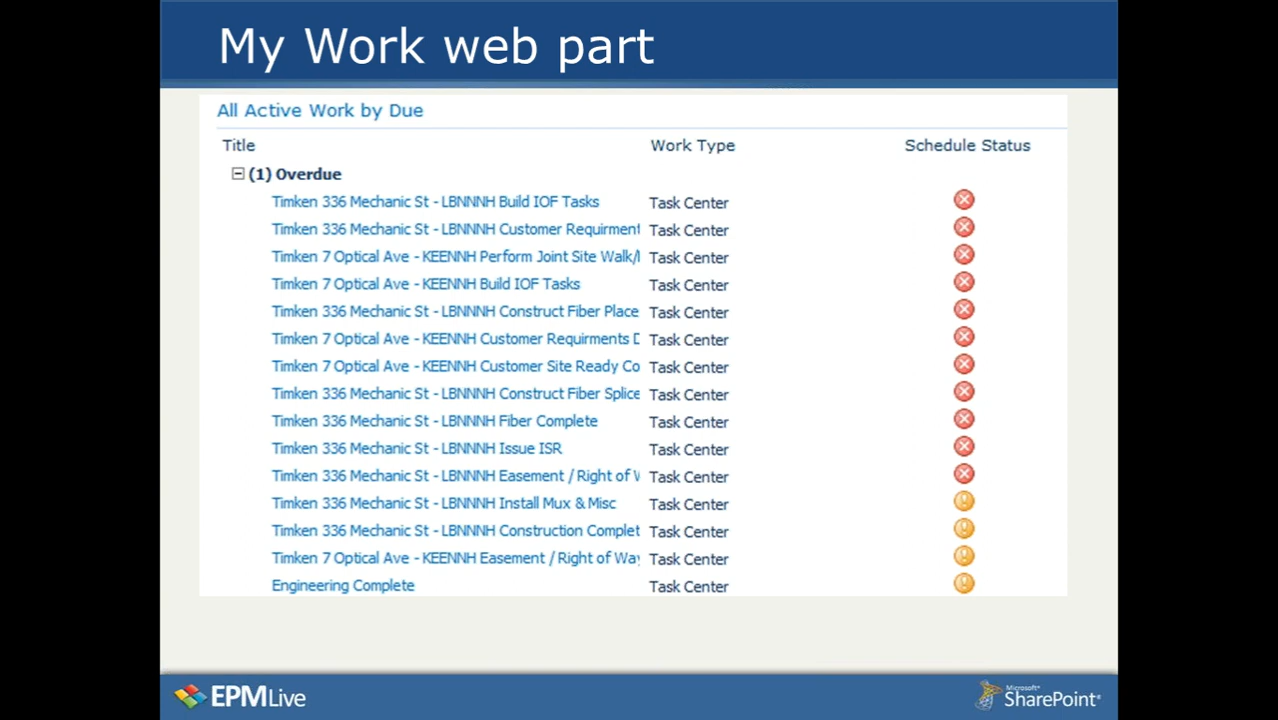 My Work web part
All Active Work by Due
Title Work Type Schedule Status
(1) Overdue
Timken 336 Mechanic St - LBNNNH Build IOF Tasks Task Center
Timken 336 Mechanic St - LBNNNH Customer Requirment Task Center
Timken 7 Optical Ave - KEENNH Perform Joint Site Walk/ Task Center
Timken 7 Optical Ave - KEENNH Build IOF Tasks Task Center
Timken 336 Mechanic St - LBNNNH Construct Fiber Place Task Center
Timken 7 Optical Ave - KEENNH Customer Requirments D Task Center
Timken 7 Optical Ave - KEENNH Customer Site Ready Co Task Center
Timken 336 Mechanic St - LBNNNH Construct Fiber Splice Task Center
Timken 336 Mechanic St - LBNNNH Fiber Complete Task Center
Timken 336 Mechanic St - LBNNNH Issue ISR Task Center
Timken 336 Mechanic St - LBNNNH Easement / Right of W Task Center
Timken 336 Mechanic St - LBNNNH Install Mux & Misc Task Center
Timken 336 Mechanic St - LBNNNH Construction Complet Task Center
Timken 7 Optical Ave - KEENNH Easement / Right of Way Task Center
Engineering Complete Task Center
EPMLive
Microsoft® SharePoint®